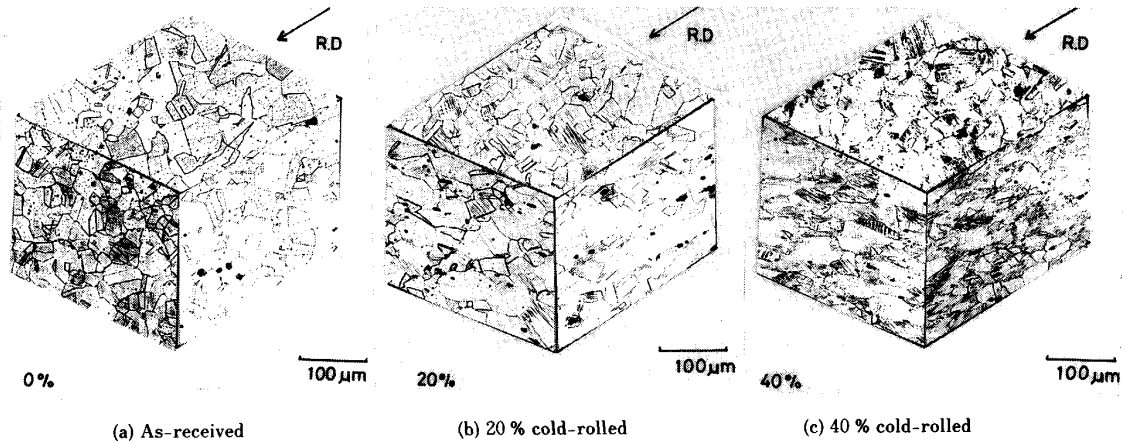 R.D
0%
100µm
(a) As-received
R.D
20%
100µm
(b) 20 % cold-rolled
R.D
40%
100µm
(c) 40 % cold-rolled